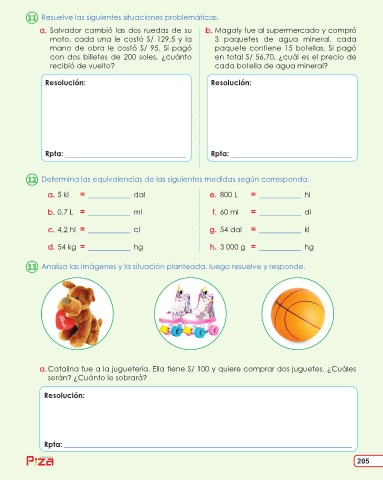 11 Resuelve las siguientes situaciones problemáticas.
a. Salvador cambió las dos ruedas de su
moto, cada una le costó S/ 129,5 y la
mano de obra le costó S/ 95. Si pagó
con dos billetes de 200 soles, ¿cuánto
recibió de vuelto?
Resolución:
Rpta:
b. Magaly fue al supermercado y compró
3 paquetes de agua mineral, cada
paquete contiene 15 botellas. Si pagó
en total S/ 56,70, ¿cuál es el precio de
cada botella de agua mineral?
Resolución:
Rpta:
12 Determina las equivalencias de las siguientes medidas según corresponda.
a. 5 kl = ________ dal
b. 0,7 L = ________ ml
c. 4,2 hl = ________ cl
d. 54 kg = ________ hg
e. 800 L = ________ hl
f. 60 ml = ________ dl
g. 54 dal = ________ kl
h. 3 000 g = ________ hg
13 Analiza las imágenes y la situación planteada, luego resuelve y responde.
a. Catalina fue a la juguetería. Ella tiene S/ 100 y quiere comprar dos juguetes. ¿Cuáles
serán? ¿Cuánto le sobrará?
Resolución:
Rpta:
205